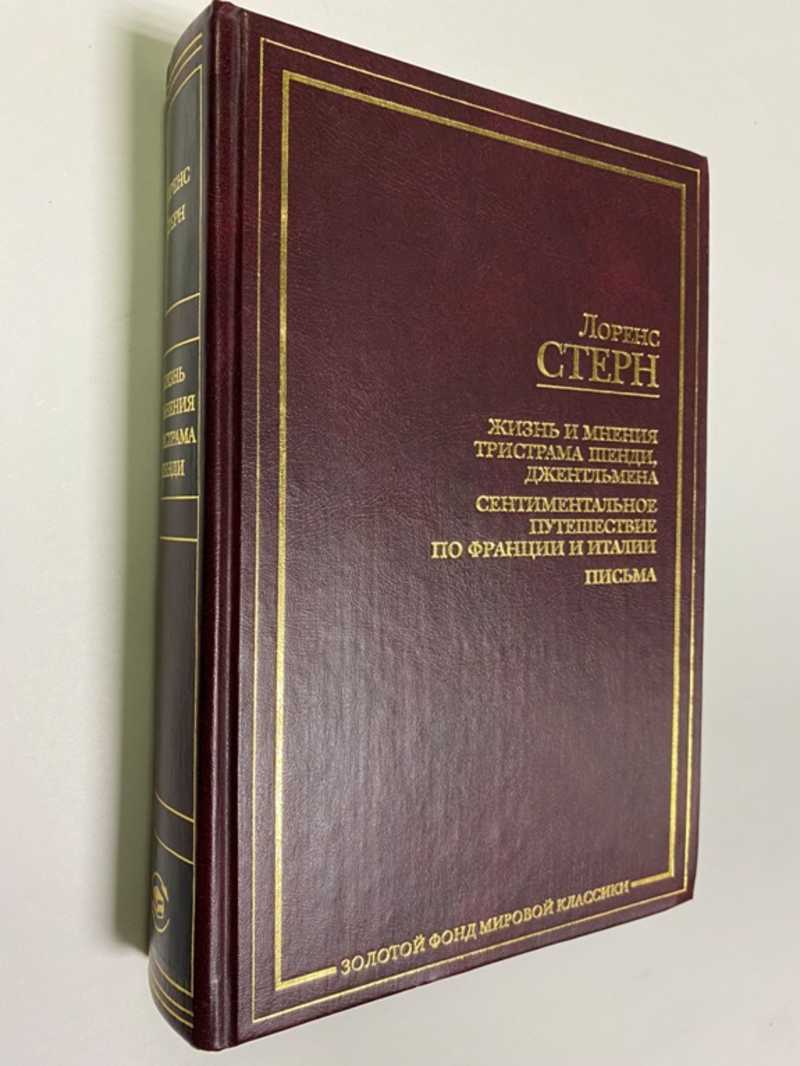 Лоренс
СТЕРН
ЖИЗНЬ И МНЕНИЯ
ТРИСТРАМА ШЕНДИ,
ДЖЕНТЛЬМЕНА
СЕНТИМЕНТАЛЬНОЕ
ПУТЕШЕСТВИЕ
ПО ФРАНЦИИ И ИТАЛИИ
ПИСЬМА
ЗОЛОТОЙ ФОНД МИРОВОЙ КЛАССИКИ